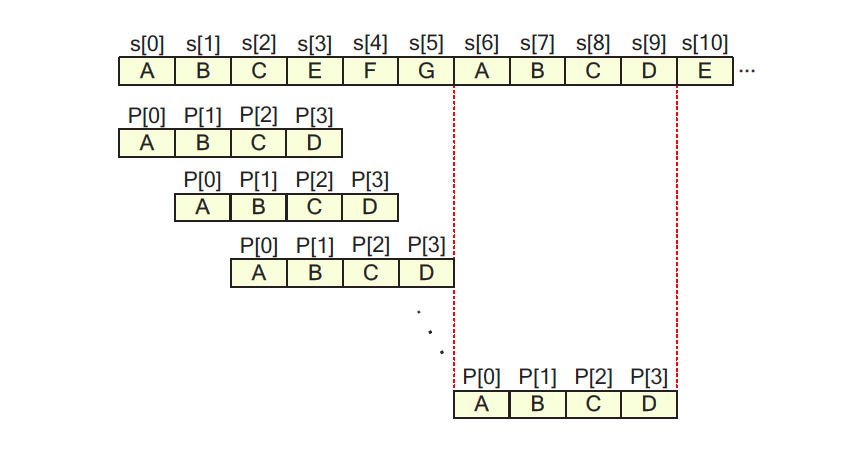 s[0] s[1] s[2] s[3] s[4] s[5] s[6] s[7] s[8] s[9] s[10]
A B C E F G A B C D E ...
P[0] P[1] P[2] P[3]
A B C D
P[0] P[1] P[2] P[3]
A B C D
P[0] P[1] P[2] P[3]
A B C D
P[0] P[1] P[2] P[3]
A B C D